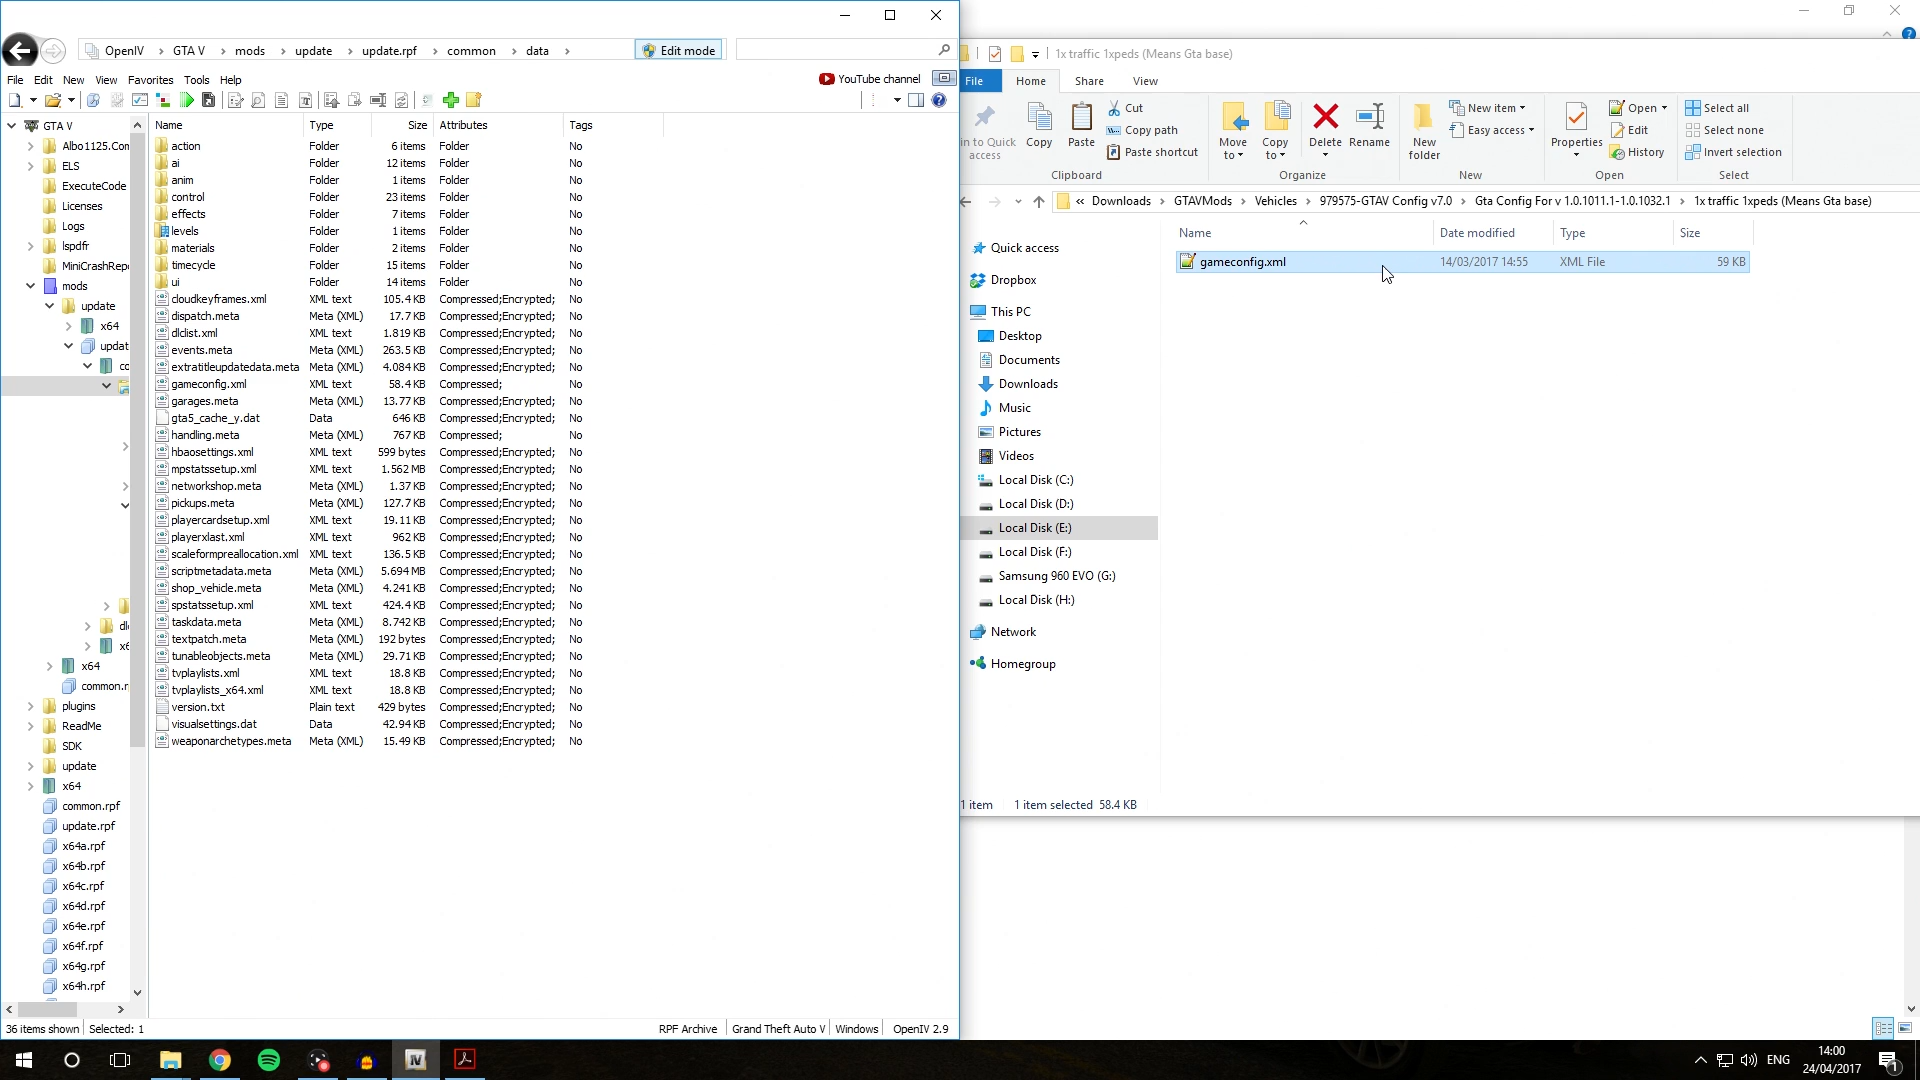 OpenIV > GTA V > mods > update > update.rpf > common > data >
Edit mode
File Edit New View Favorites Tools Help
YouTube channel
GTA V
Albo1125.Com
ELS
ExecuteCode
Licenses
Logs
lspdfr
MiniCrashRep
mods
update
x64
updat
co
dl
x6
x64
common.r
plugins
ReadMe
SDK
update
x64
common.rpf
update.rpf
x64a.rpf
x64b.rpf
x64c.rpf
x64d.rpf
x64e.rpf
x64f.rpf
x64g.rpf
x64h.rpf
Name Type Size Attributes Tags
action Folder 6 items Folder No
ai Folder 12 items Folder No
anim Folder 1 items Folder No
control Folder 23 items Folder No
effects Folder 7 items Folder No
levels Folder 1 items Folder No
materials Folder 2 items Folder No
timecycle Folder 15 items Folder No
ui Folder 14 items Folder No
cloudkeyframes.xml XML text 105.4 KB Compressed;Encrypted; No
dispatch.meta Meta (XML) 17.7 KB Compressed;Encrypted; No
dlclist.xml XML text 1.819 KB Compressed;Encrypted; No
events.meta Meta (XML) 263.5 KB Compressed;Encrypted; No
extratitleupdatedata.meta Meta (XML) 4.084 KB Compressed;Encrypted; No
gameconfig.xml XML text 58.4 KB Compressed; No
garages.meta Meta (XML) 13.77 KB Compressed;Encrypted; No
gta5_cache_y.dat Data 646 KB Compressed;Encrypted; No
handling.meta Meta (XML) 767 KB Compressed; No
hbaosettings.xml XML text 599 bytes Compressed;Encrypted; No
mpstatssetup.xml XML text 1.562 MB Compressed;Encrypted; No
networkshop.meta Meta (XML) 1.37 KB Compressed;Encrypted; No
pickups.meta Meta (XML) 127.7 KB Compressed;Encrypted; No
playercardsetup.xml XML text 19.11 KB Compressed;Encrypted; No
playerxlast.xml XML text 962 KB Compressed;Encrypted; No
scaleformpreallocation.xml XML text 136.5 KB Compressed;Encrypted; No
scriptmetadata.meta Meta (XML) 5.694 MB Compressed;Encrypted; No
shop_vehicle.meta Meta (XML) 4.241 KB Compressed;Encrypted; No
spstatssetup.xml XML text 424.4 KB Compressed;Encrypted; No
taskdata.meta Meta (XML) 8.742 KB Compressed;Encrypted; No
textpatch.meta Meta (XML) 192 bytes Compressed;Encrypted; No
tunableobjects.meta Meta (XML) 29.71 KB Compressed;Encrypted; No
tvplaylists.xml XML text 18.8 KB Compressed;Encrypted; No
tvplaylists_x64.xml XML text 18.8 KB Compressed;Encrypted; No
version.txt Plain text 429 bytes Compressed;Encrypted; No
visualsettings.dat Data 42.94 KB Compressed;Encrypted; No
weaponarchetypes.meta Meta (XML) 15.49 KB Compressed;Encrypted; No
36 items shown Selected: 1 RPF Archive Grand Theft Auto V Windows OpenIV 2.9
1x traffic 1xpeds (Means Gta base)
File Home Share View
in to Quick access
Copy
Paste
Cut
Copy path
Paste shortcut
Clipboard
Move to
Copy to
Delete
Rename
Organize
New folder
New item
Easy access
New
Properties
Open
Edit
History
Open
Select all
Select none
Invert selection
Select
« Downloads > GTAVMods > Vehicles > 979575-GTAV Config v7.0 > Gta Config For v 1.0.1011.1-1.0.1032.1 > 1x traffic 1xpeds (Means Gta base)
Name Date modified Type Size
gameconfig.xml 14/03/2017 14:55 XML File 59 KB
Quick access
Dropbox
This PC
Desktop
Documents
Downloads
Music
Pictures
Videos
Local Disk (C:)
Local Disk (D:)
Local Disk (E:)
Local Disk (F:)
Samsung 960 EVO (G:)
Local Disk (H:)
Network
Homegroup
1 item 1 item selected 58.4 KB
ENG
14:00
24/04/2017
1